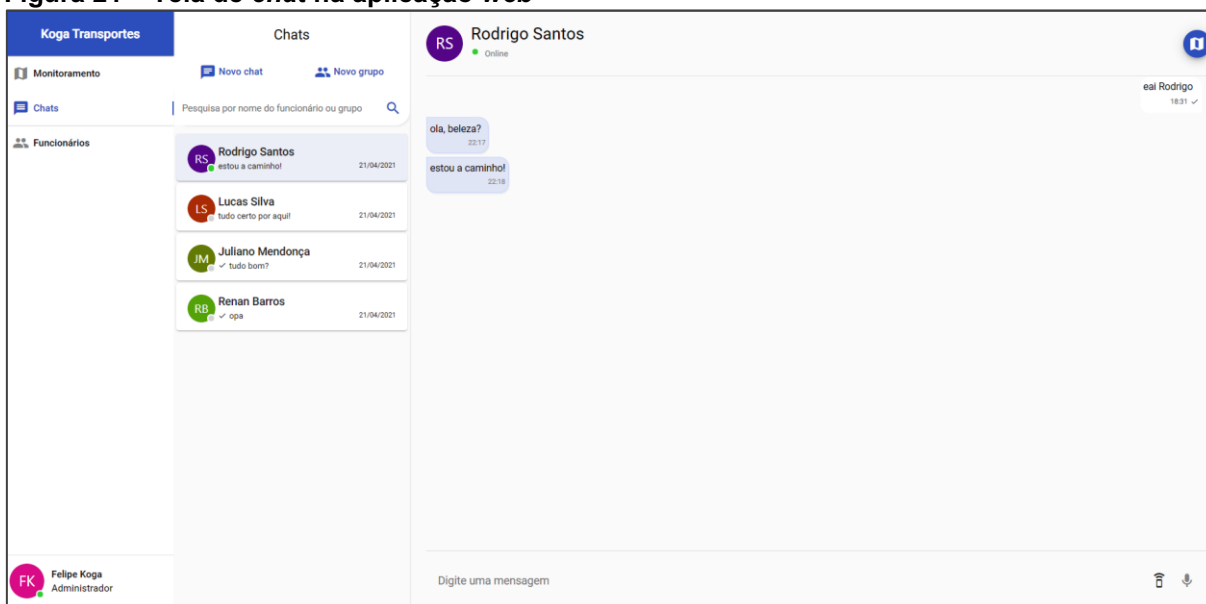 Figura 21 – Tela do chat na aplicação web
Koga Transportes
Monitoramento
Chats
Funcionários
FK
Felipe Koga
Administrador
Chats
Novo chat
Novo grupo
Pesquisa por nome do funcionário ou grupo
RS
Rodrigo Santos
estou a caminho!
21/04/2021
LS
Lucas Silva
tudo certo por aqui!
21/04/2021
JM
Juliano Mendonça
✓ tudo bom?
21/04/2021
RB
Renan Barros
✓ opa
21/04/2021
RS
Rodrigo Santos
Online
eai Rodrigo
18:31 ✓
ola, beleza?
22:17
estou a caminho!
22:18
Digite uma mensagem